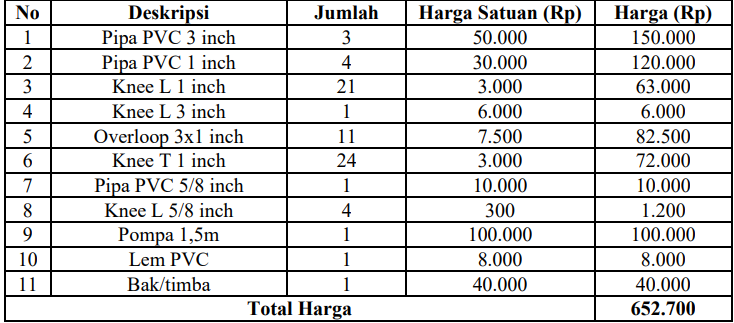 No Deskripsi Jumlah Harga Satuan (Rp) Harga (Rp)
1 Pipa PVC 3 inch 3 50.000 150.000
2 Pipa PVC 1 inch 4 30.000 120.000
3 Knee L 1 inch 21 3.000 63.000
4 Knee L 3 inch 1 6.000 6.000
5 Overloop 3x1 inch 11 7.500 82.500
6 Knee T 1 inch 24 3.000 72.000
7 Pipa PVC 5/8 inch 1 10.000 10.000
8 Knee L 5/8 inch 4 300 1.200
9 Pompa 1,5m 1 100.000 100.000
10 Lem PVC 1 8.000 8.000
11 Bak/timba 1 40.000 40.000
Total Harga 652.700